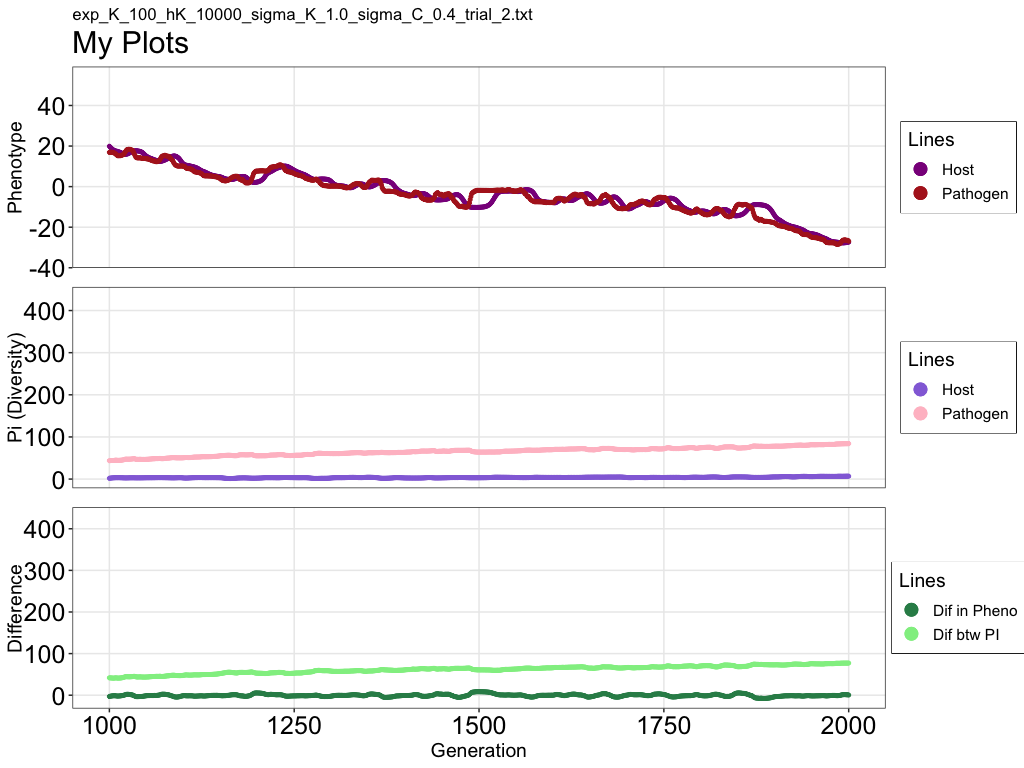 exp_K_100_hK_10000_sigma_K_1.0_sigma_C_0.4_trial_2.txt
My Plots
Phenotype
40
20
0
-20
-40
Lines
Host
Pathogen
Pi (Diversity)
400
300
200
100
0
Lines
Host
Pathogen
Difference
400
300
200
100
0
Lines
Dif in Pheno
Dif btw PI
1000 1250 1500 1750 2000
Generation